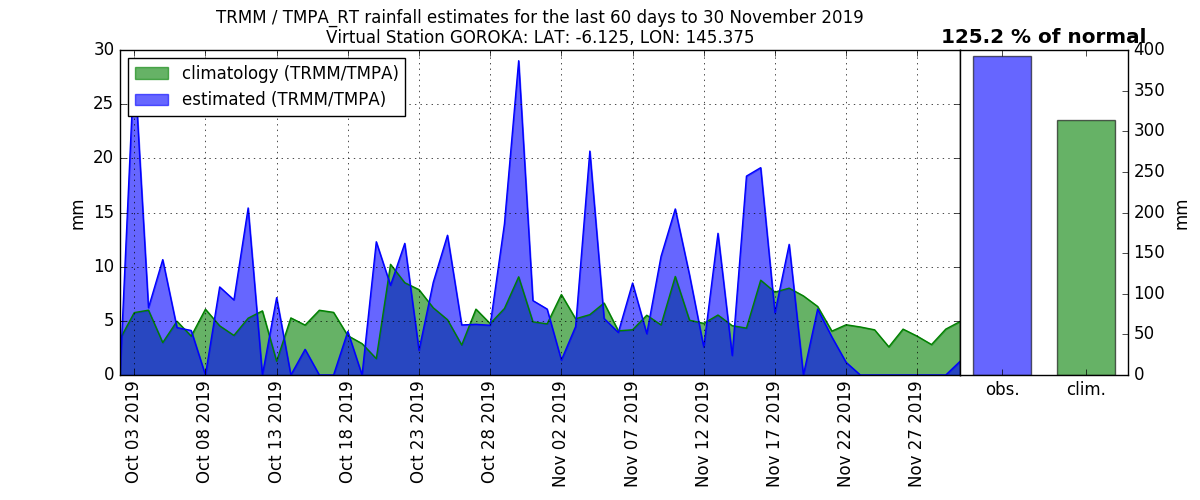 TRMM / TMPA_RT rainfall estimates for the last 60 days to 30 November 2019
Virtual Station GOROKA: LAT: -6.125, LON: 145.375
125.2 % of normal
climatology (TRMM/TMPA)
estimated (TRMM/TMPA)
30
25
20
15
10
5
0
mm
400
350
300
250
200
150
100
50
0
mm
Oct 03 2019
Oct 08 2019
Oct 13 2019
Oct 18 2019
Oct 23 2019
Oct 28 2019
Nov 02 2019
Nov 07 2019
Nov 12 2019
Nov 17 2019
Nov 22 2019
Nov 27 2019
obs.
clim.